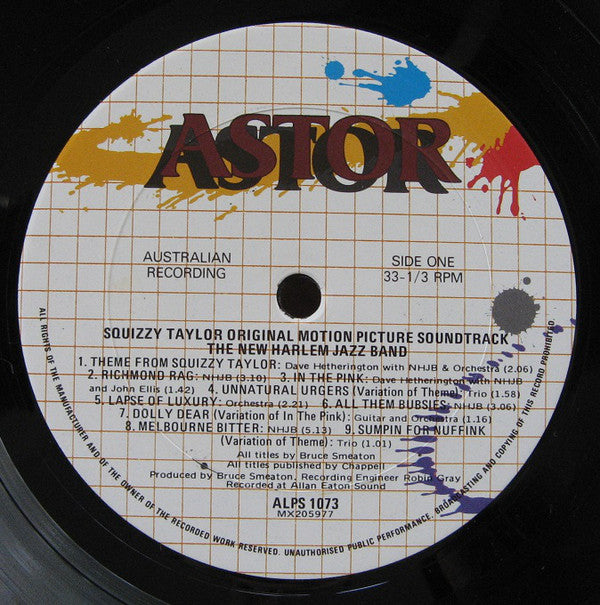 ASTOR
AUSTRALIAN
RECORDING
SIDE ONE
33-1/3 RPM
SQUIZZY TAYLOR ORIGINAL MOTION PICTURE SOUNDTRACK
THE NEW HARLEM JAZZ BAND
1. THEME FROM SQUIZZY TAYLOR: Dave Hetherington with NHJB & Orchestra (2.06)
2. RICHMOND RAG: NHJB (3.10) 3. IN THE PINK: Dave Hetherington with NHJB
and John Ellis (1.42) 4. UNNATURAL URGERS (Variation of Theme): Trio (1.58)
5. LAPSE OF LUXURY: Orchestra (2.21) 6. ALL THEM BUBSIES: NHJB (3.06)
7. DOLLY DEAR (Variation of In The Pink): Guitar and Orchestra (1.16)
8. MELBOURNE BITTER: NHJB (5.13) 9. SUMPIN FOR NUFFINK
(Variation of Theme): Trio (1.01)
All titles by Bruce Smeaton
All titles published by Chappell
Produced by Bruce Smeaton, Recording Engineer Robin Gray
Recorded at Allan Eaton Sound
ALPS 1073
MX205977
ALL RIGHTS OF THE MANUFACTURER AND OF THE OWNER OF THE RECORDED WORK RESERVED. UNAUTHORISED PUBLIC PERFORMANCE, BROADCASTING AND COPYING OF THIS RECORD PROHIBITED.